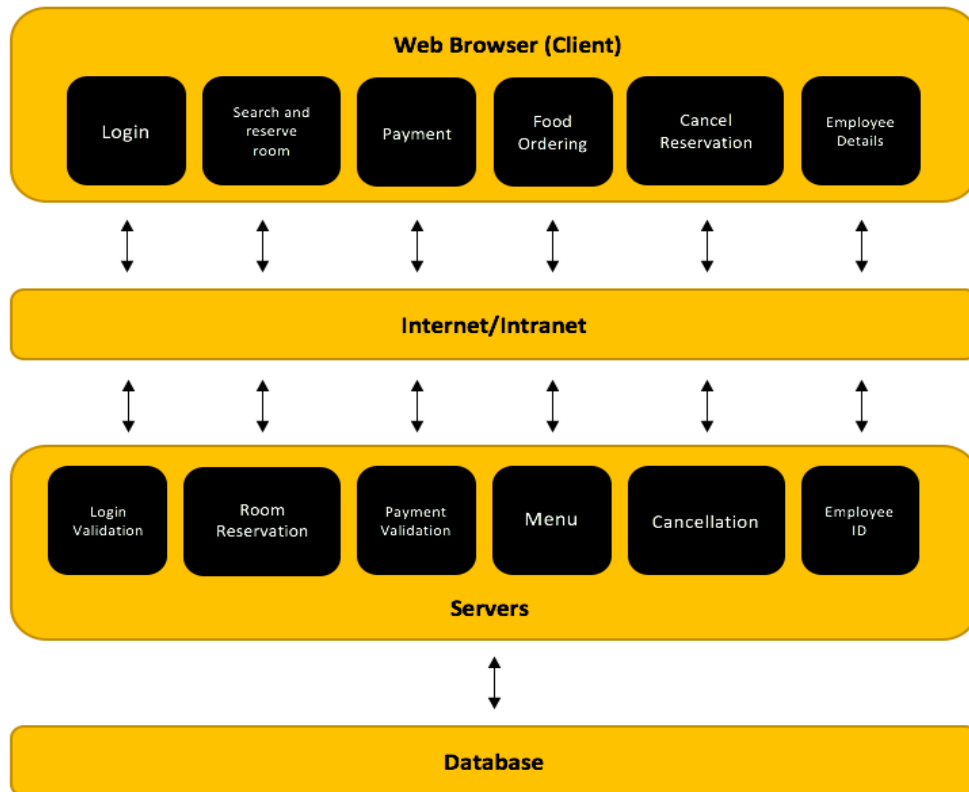 Web Browser (Client)
Login
Search and
reserve
room
Payment
Food
Ordering
Cancel
Reservation
Employee
Details
Internet/Intranet
Login
Validation
Room
Reservation
Payment
Validation
Menu
Cancellation
Employee
ID
Servers
Database